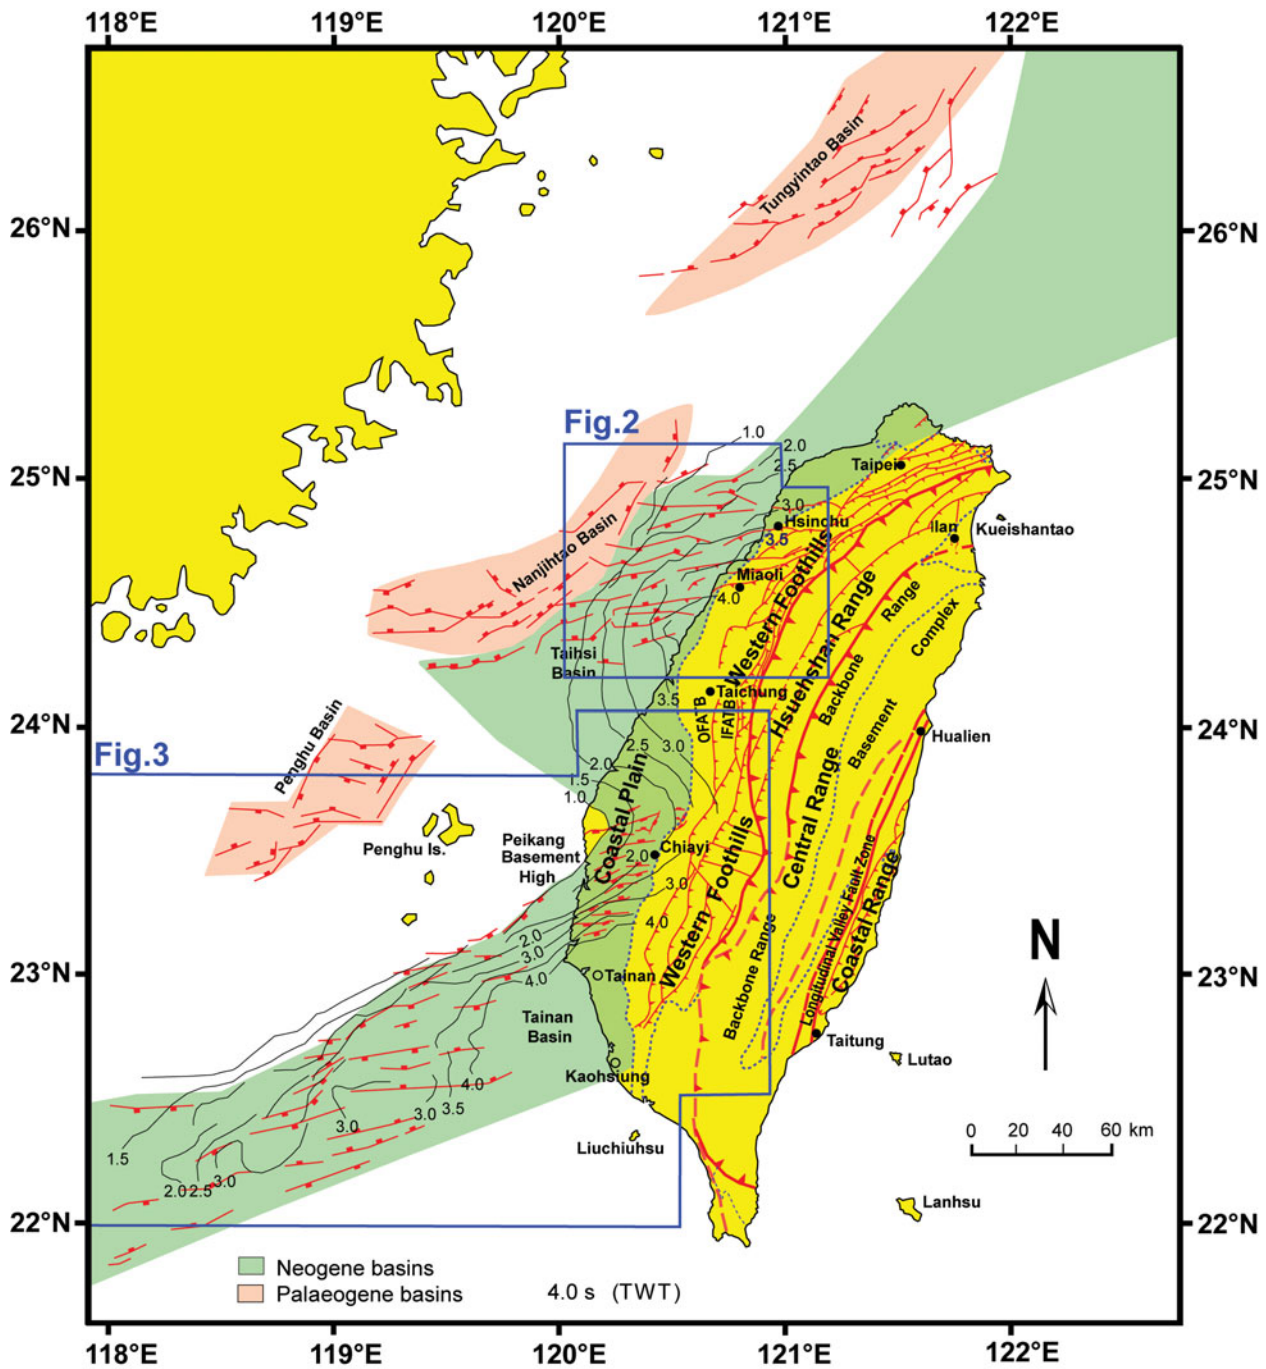 118°E
119°E
120°E
121°E
122°E
26°N
26°N
Tungyintao Basin
Fig.2
1.0
2.0
2.5
Taipei
25°N
25°N
3.0
Hsinchu
Ilan
Kueishantao
3.5
Nanjihtao Basin
Miaoli
4.0
Western Foothills
Hsuehshan Range
Backbone
Range
Complex
Basement
Taihsi
Basin
3.5
Taichung
OFATB
IFATB
24°N
24°N
Hualien
Penghu Basin
Fig.3
2.5
3.0
2.0
1.5
1.0
Coastal Plain
Central Range
Penghu Is.
Peikang
Basement
High
2.0
Chiayi
3.0
4.0
Western Foothills
Backbone Range
Longitudinal Valley Fault Zone
Coastal Range
N
2.0
3.0
4.0
23°N
23°N
Tainan
Tainan
Basin
Taitung
Lutao
Kaohsiung
4.0
3.5
3.0
3.0
Liuchiuhsu
0 20 40 60 km
1.5
2.0
2.5
3.0
Lanhsu
22°N
22°N
Neogene basins
Palaeogene basins
4.0 s (TWT)
118°E
119°E
120°E
121°E
122°E